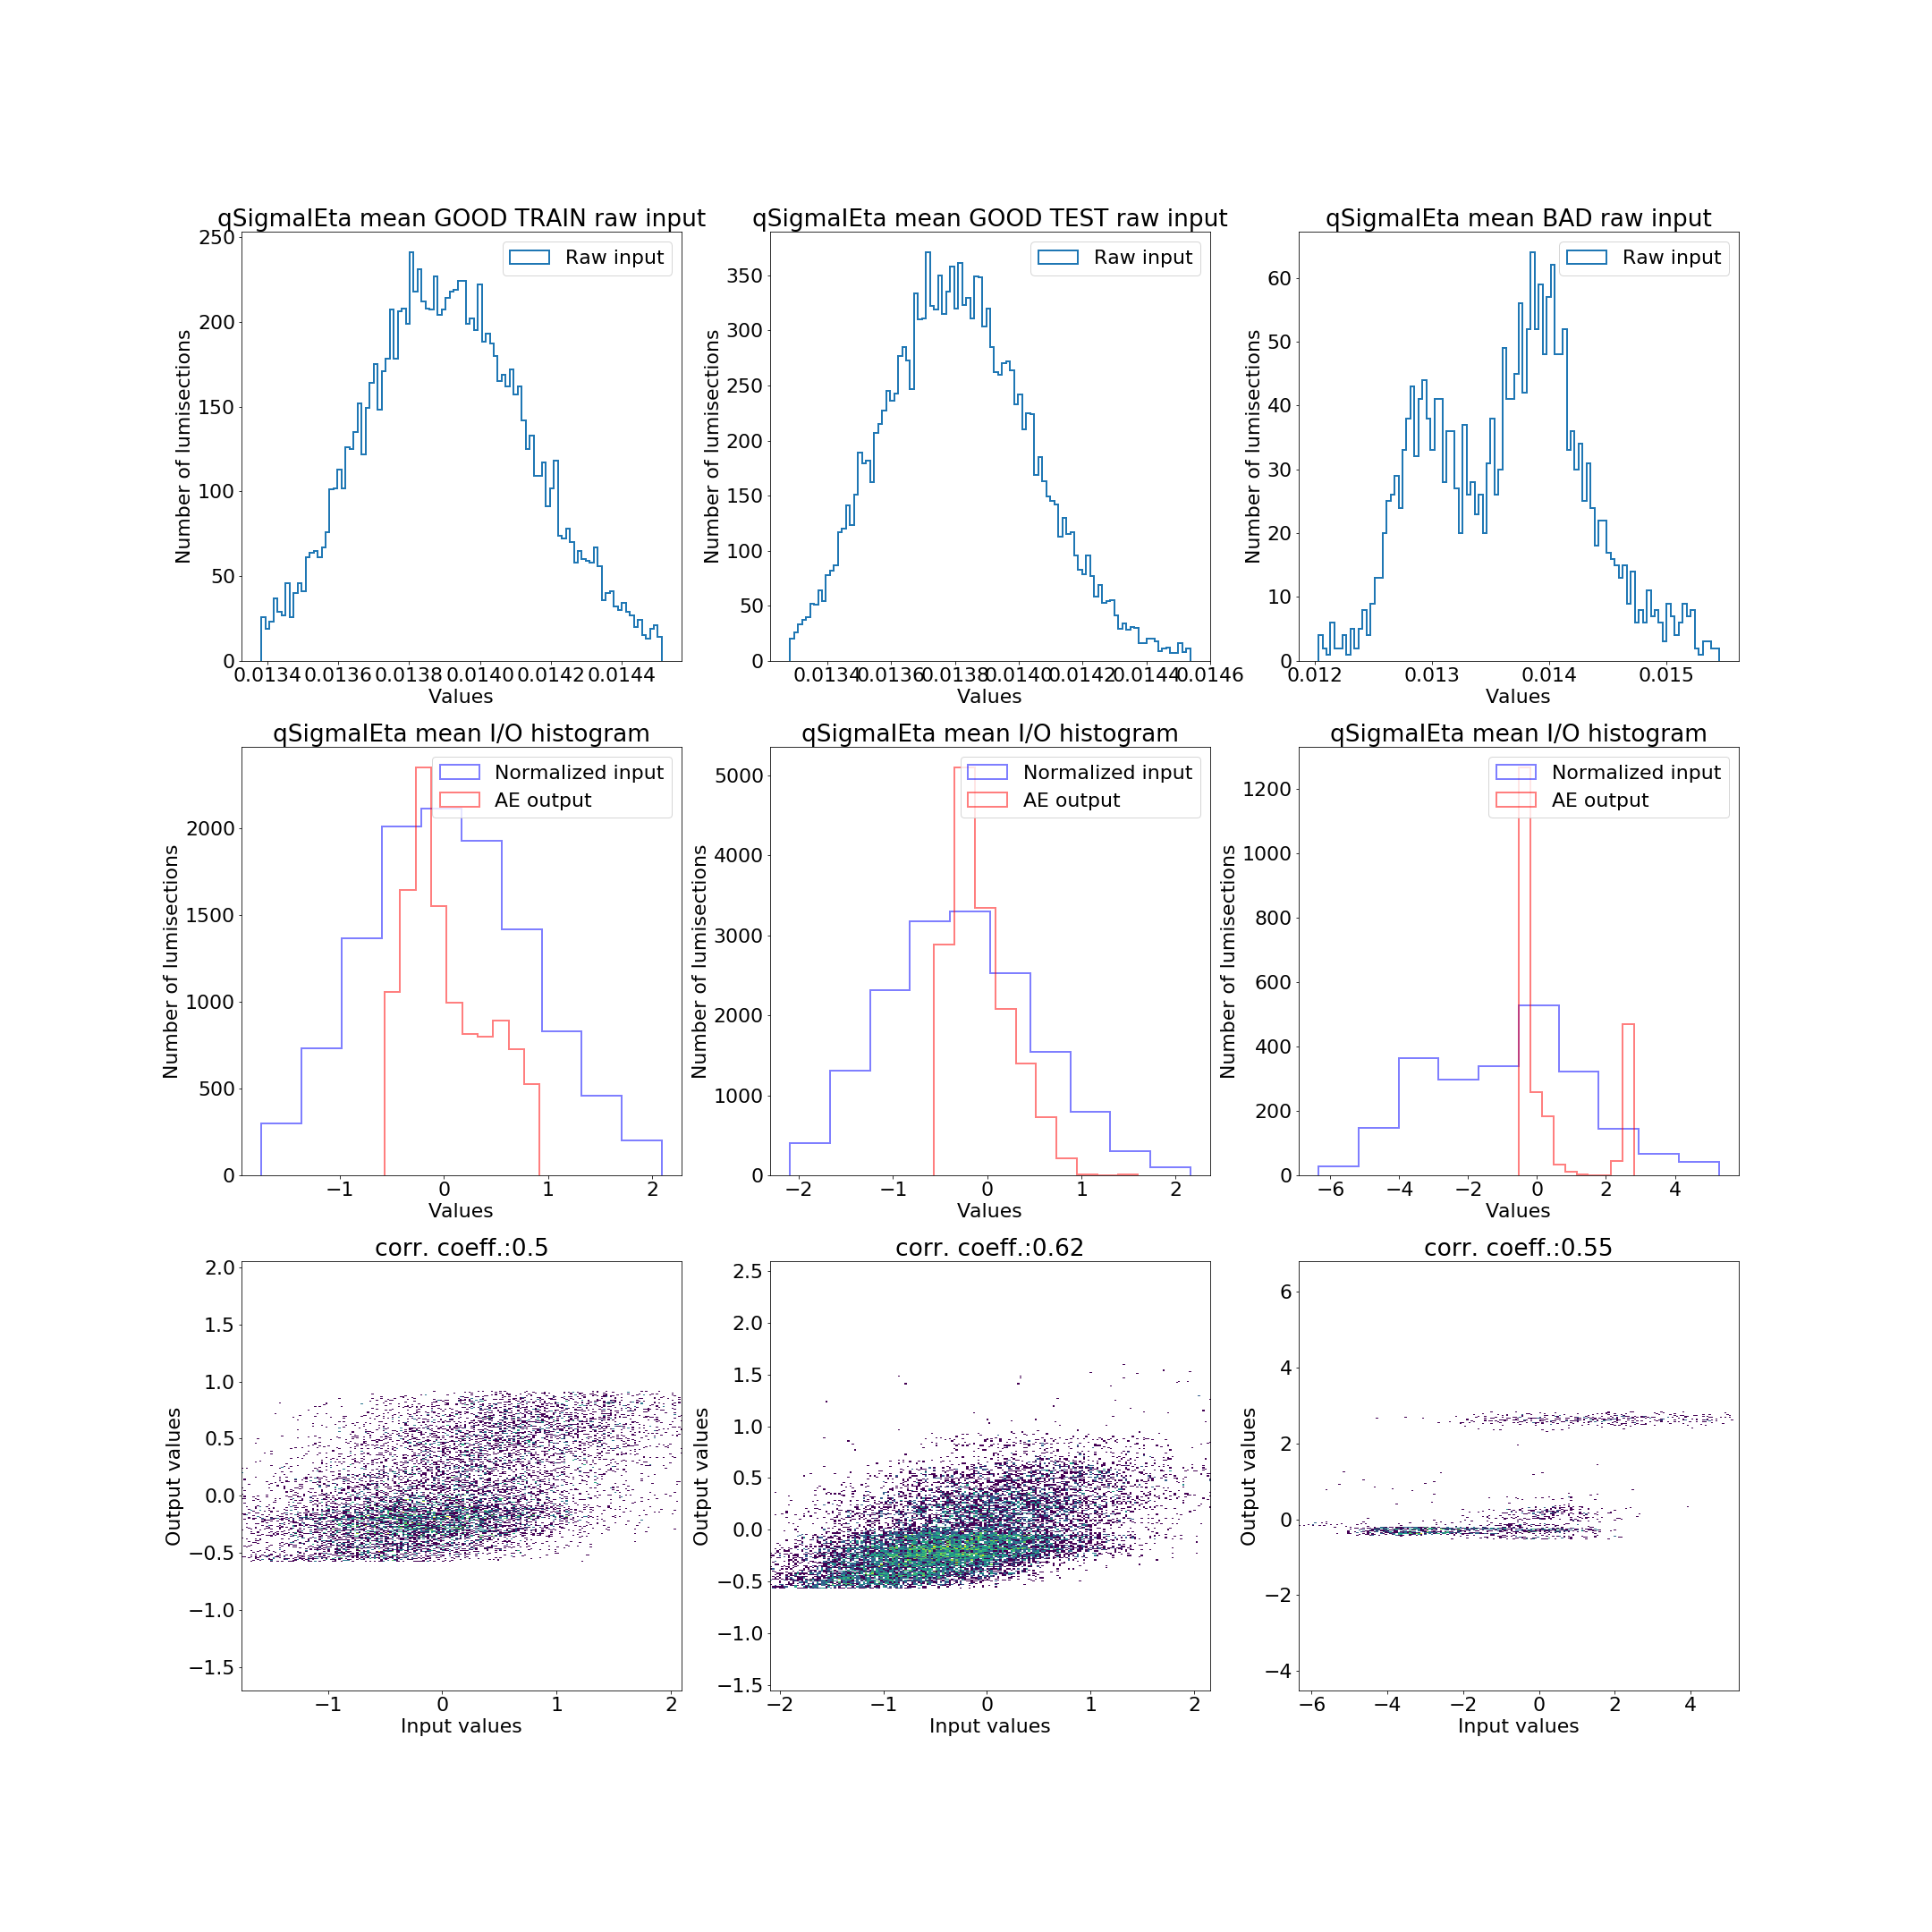 qSigmaIEta mean GOOD TRAIN raw input
Raw input
Number of lumisections
250
200
150
100
50
0
0.0134 0.0136 0.0138 0.0140 0.0142 0.0144
Values
qSigmaIEta mean GOOD TEST raw input
Raw input
Number of lumisections
350
300
250
200
150
100
50
0
0.0134 0.0136 0.0138 0.0140 0.0142 0.0144 0.0146
Values
qSigmaIEta mean BAD raw input
Raw input
Number of lumisections
60
50
40
30
20
10
0
0.012 0.013 0.014 0.015
Values
qSigmaIEta mean I/O histogram
Normalized input
AE output
Number of lumisections
2000
1500
1000
500
0
−1 0 1 2
Values
qSigmaIEta mean I/O histogram
Normalized input
AE output
Number of lumisections
5000
4000
3000
2000
1000
0
−2 −1 0 1 2
Values
qSigmaIEta mean I/O histogram
Normalized input
AE output
Number of lumisections
1200
1000
800
600
400
200
0
−6 −4 −2 0 2 4
Values
corr. coeff.:0.5
Output values
2.0
1.5
1.0
0.5
0.0
−0.5
−1.0
−1.5
−1 0 1 2
Input values
corr. coeff.:0.62
Output values
2.5
2.0
1.5
1.0
0.5
0.0
−0.5
−1.0
−1.5
−2 −1 0 1 2
Input values
corr. coeff.:0.55
Output values
6
4
2
0
−2
−4
−6 −4 −2 0 2 4
Input values